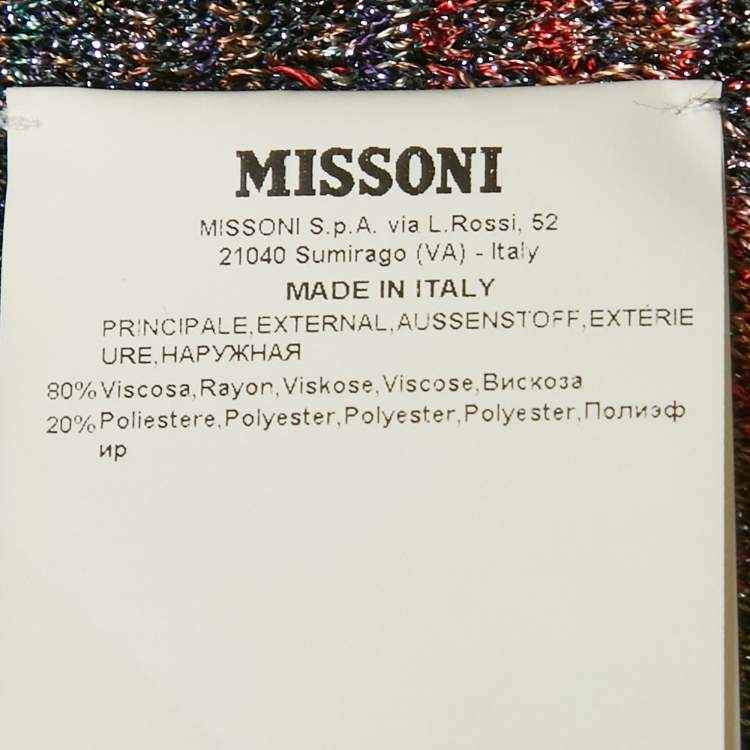 MISSONI
MISSONI S.p.A. via L.Rossi, 52
21040 Sumirago (VA) - Italy
MADE IN ITALY
PRINCIPALE,EXTERNAL,AUSSENSTOFF,EXTÉRIE
URE,НАРУЖНАЯ
80% Viscosa,Rayon,Viskose,Viscose,Вискоза
20% Poliestere,Polyester,Polyester,Polyester,Полиэф
ир